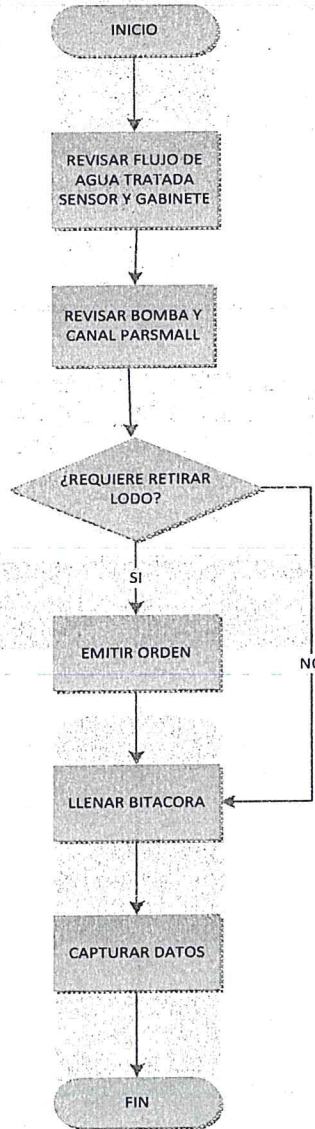 INICIO
REVISAR FLUJO DE
AGUA TRATADA
SENSOR Y GABINETE
REVISAR BOMBA Y
CANAL PARSMALL
¿REQUIERE RETIRAR
LODO?
SI
NO
EMITIR ORDEN
LLENAR BITACORA
CAPTURAR DATOS
FIN